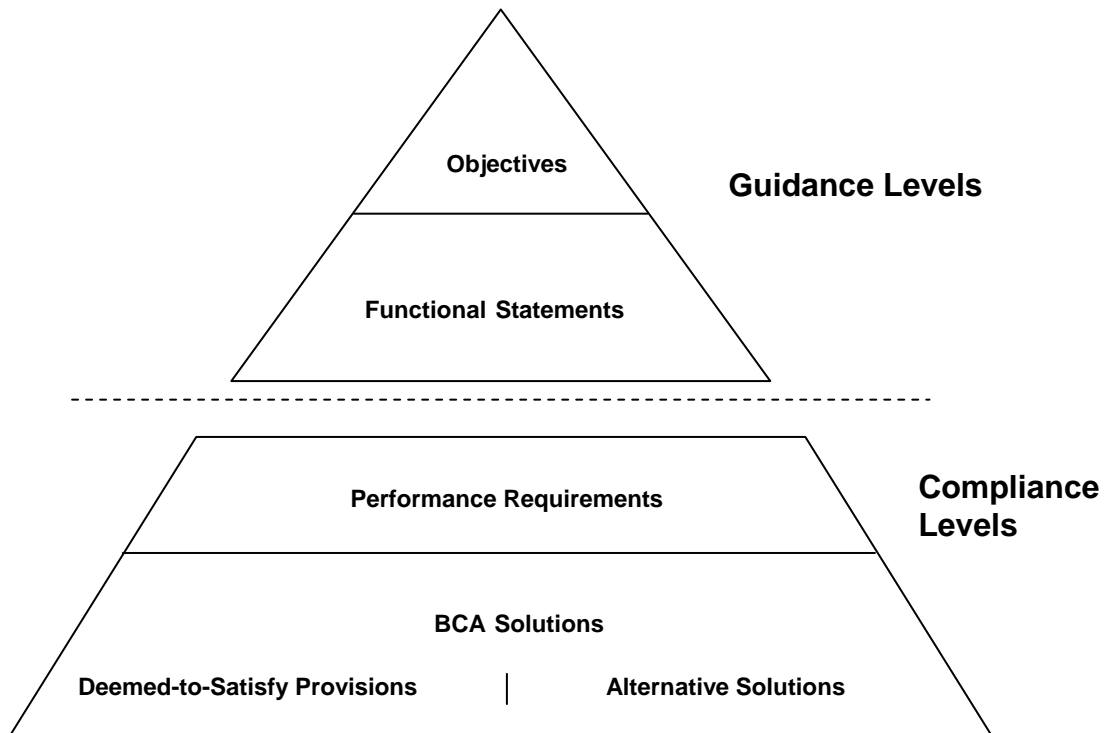 Objectives
Guidance Levels
Functional Statements
Performance Requirements
Compliance
Levels
BCA Solutions
Deemed-to-Satisfy Provisions
Alternative Solutions